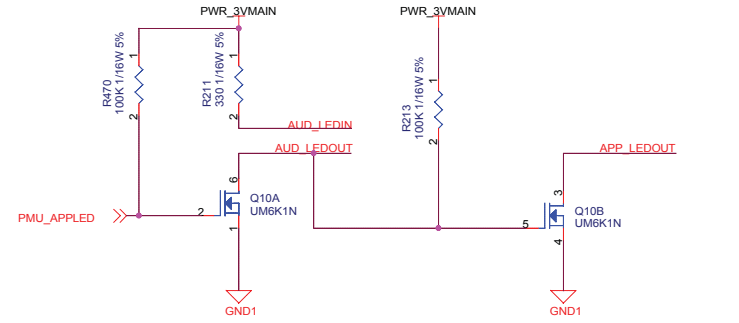 PWR_3VMAIN
PWR_3VMAIN
1
1
R470
100K 1/16W 5%
R211
330 1/16W 5%
2
2
AUD_LEDIN
1
R213
100K 1/16W 5%
2
AUD_LEDOUT
APP_LEDOUT
6
3
Q10A
UM6K1N
2
PMU_APPLED
1
Q10B
UM6K1N
5
4
GND1
GND1